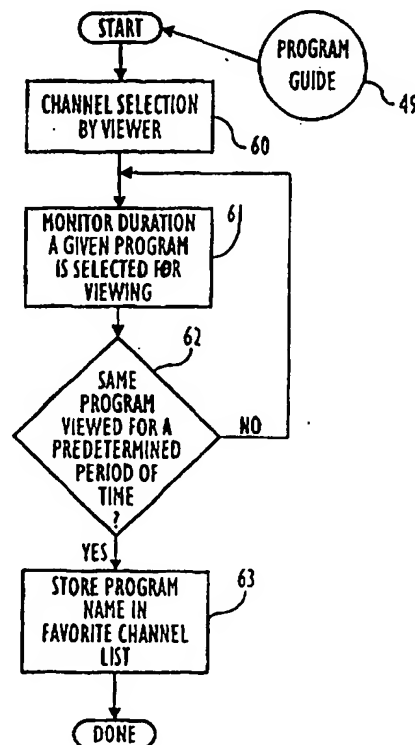 START
PROGRAM
GUIDE
49
CHANNEL SELECTION
BY VIEWER
60
MONITOR DURATION
A GIVEN PROGRAM
IS SELECTED FOR
VIEWING
61
62
SAME
PROGRAM
VIEWED FOR A
PREDETERMINED
PERIOD OF
TIME
?
NO
YES
STORE PROGRAM
NAME IN
FAVORITE CHANNEL
LIST
63
DONE